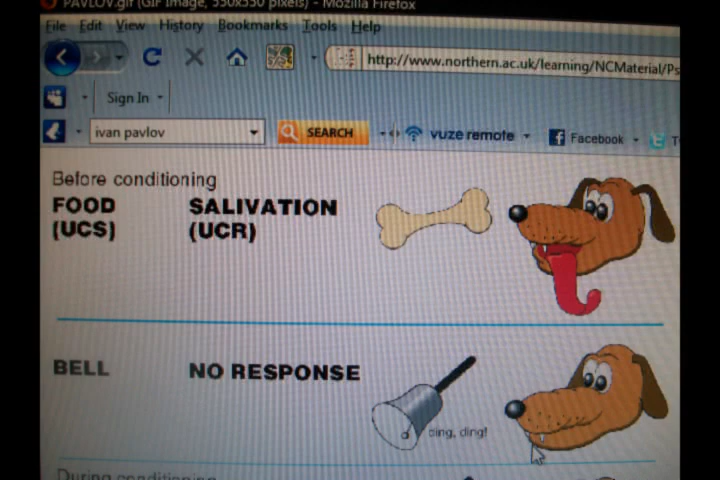 PAVLOV.gif (GIF Image, 350x350 pixels) - Mozilla Firefox
File Edit View History Bookmarks Tools Help
http://www.northern.ac.uk/learning/NCMaterial/Ps
Sign In
ivan pavlov SEARCH vuze remote Facebook T
Before conditioning
FOOD SALIVATION
(UCS) (UCR)
BELL NO RESPONSE
ding, ding!
During conditioning